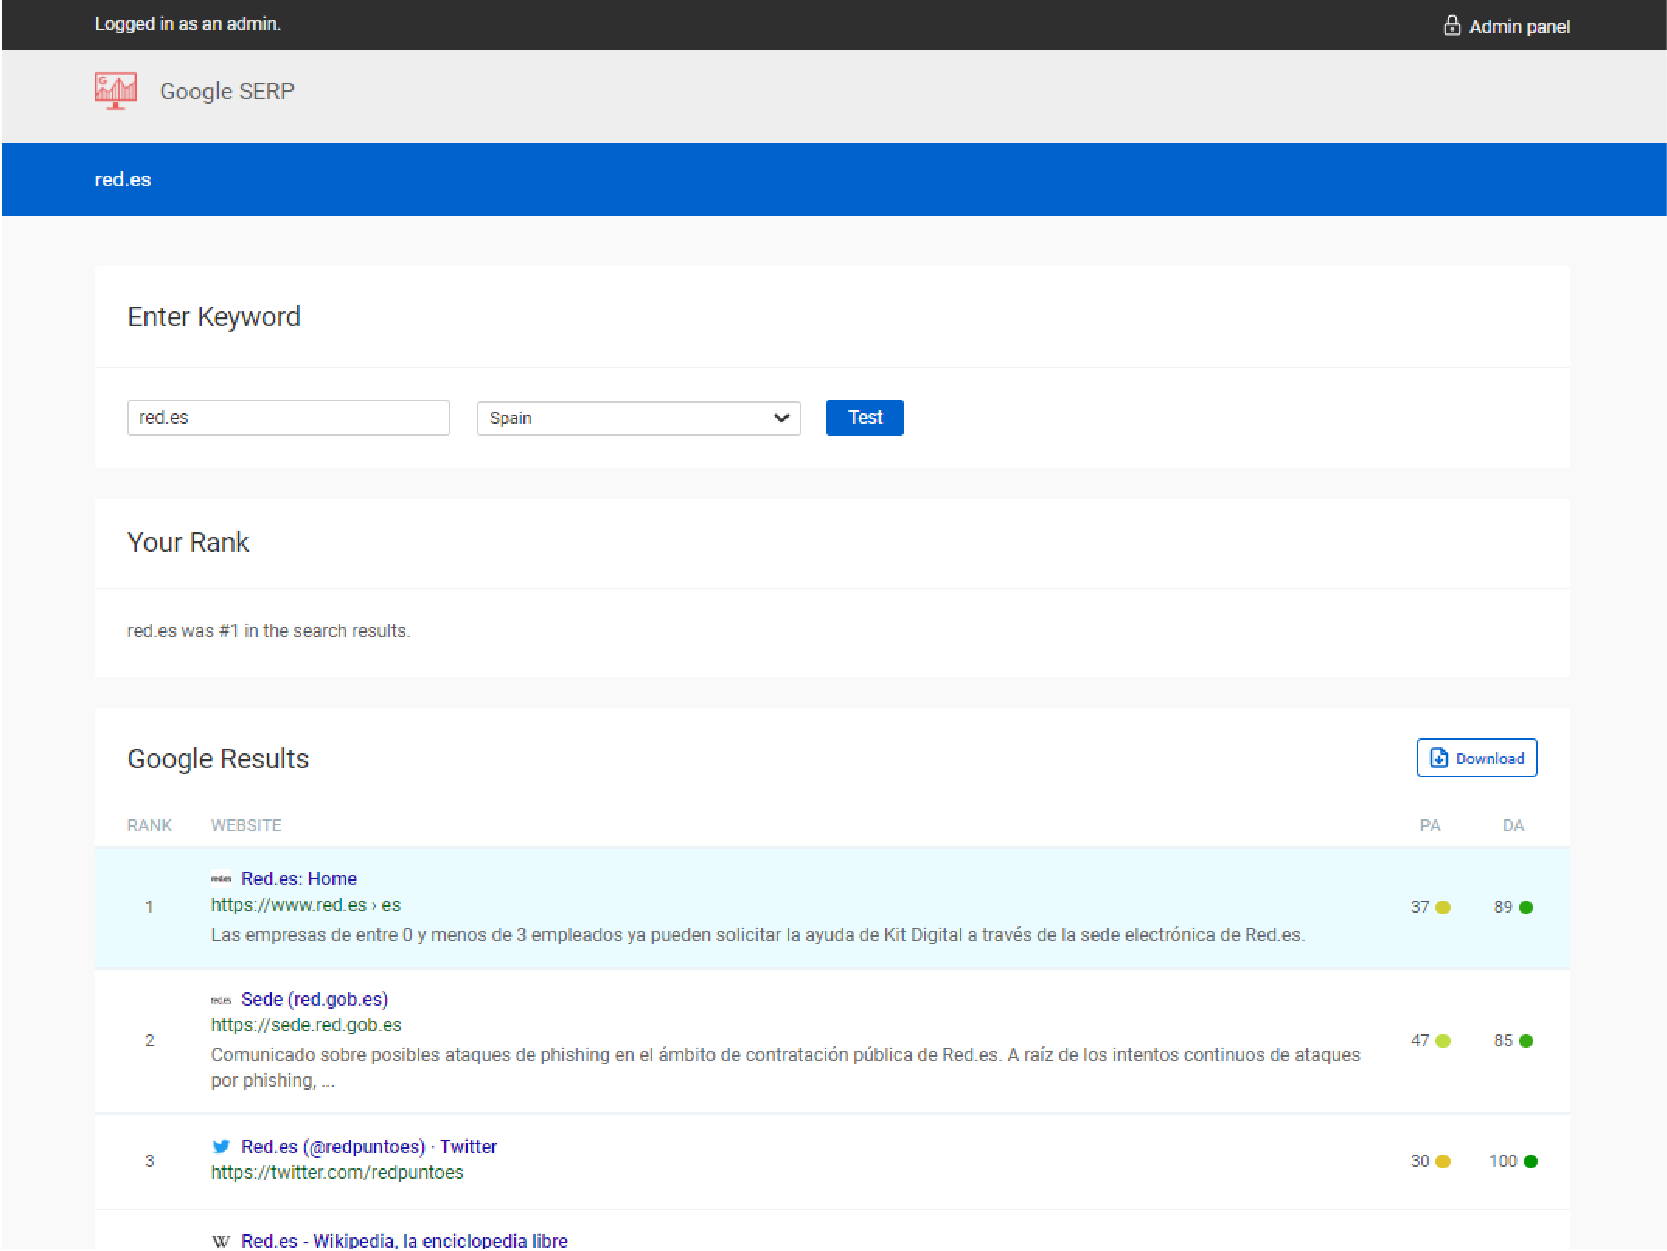 Logged in as an admin.
Admin panel
Google SERP
red.es
Enter Keyword
red.es
Spain
Test
Your Rank
red.es was #1 in the search results.
Google Results
Download
RANK WEBSITE PA DA
Red.es: Home
https://www.red.es › es
1 37 89
Las empresas de entre 0 y menos de 3 empleados ya pueden solicitar la ayuda de Kit Digital a través de la sede electrónica de Red.es.
red.es Sede (red.gob.es)
https://sede.red.gob.es
2 47 85
Comunicado sobre posibles ataques de phishing en el ámbito de contratación pública de Red.es. A raíz de los intentos continuos de ataques
por phishing, ...
Red.es (@redpuntoes) · Twitter
3 30 100
https://twitter.com/redpuntoes
W Red.es - Wikipedia, la enciclopedia libre